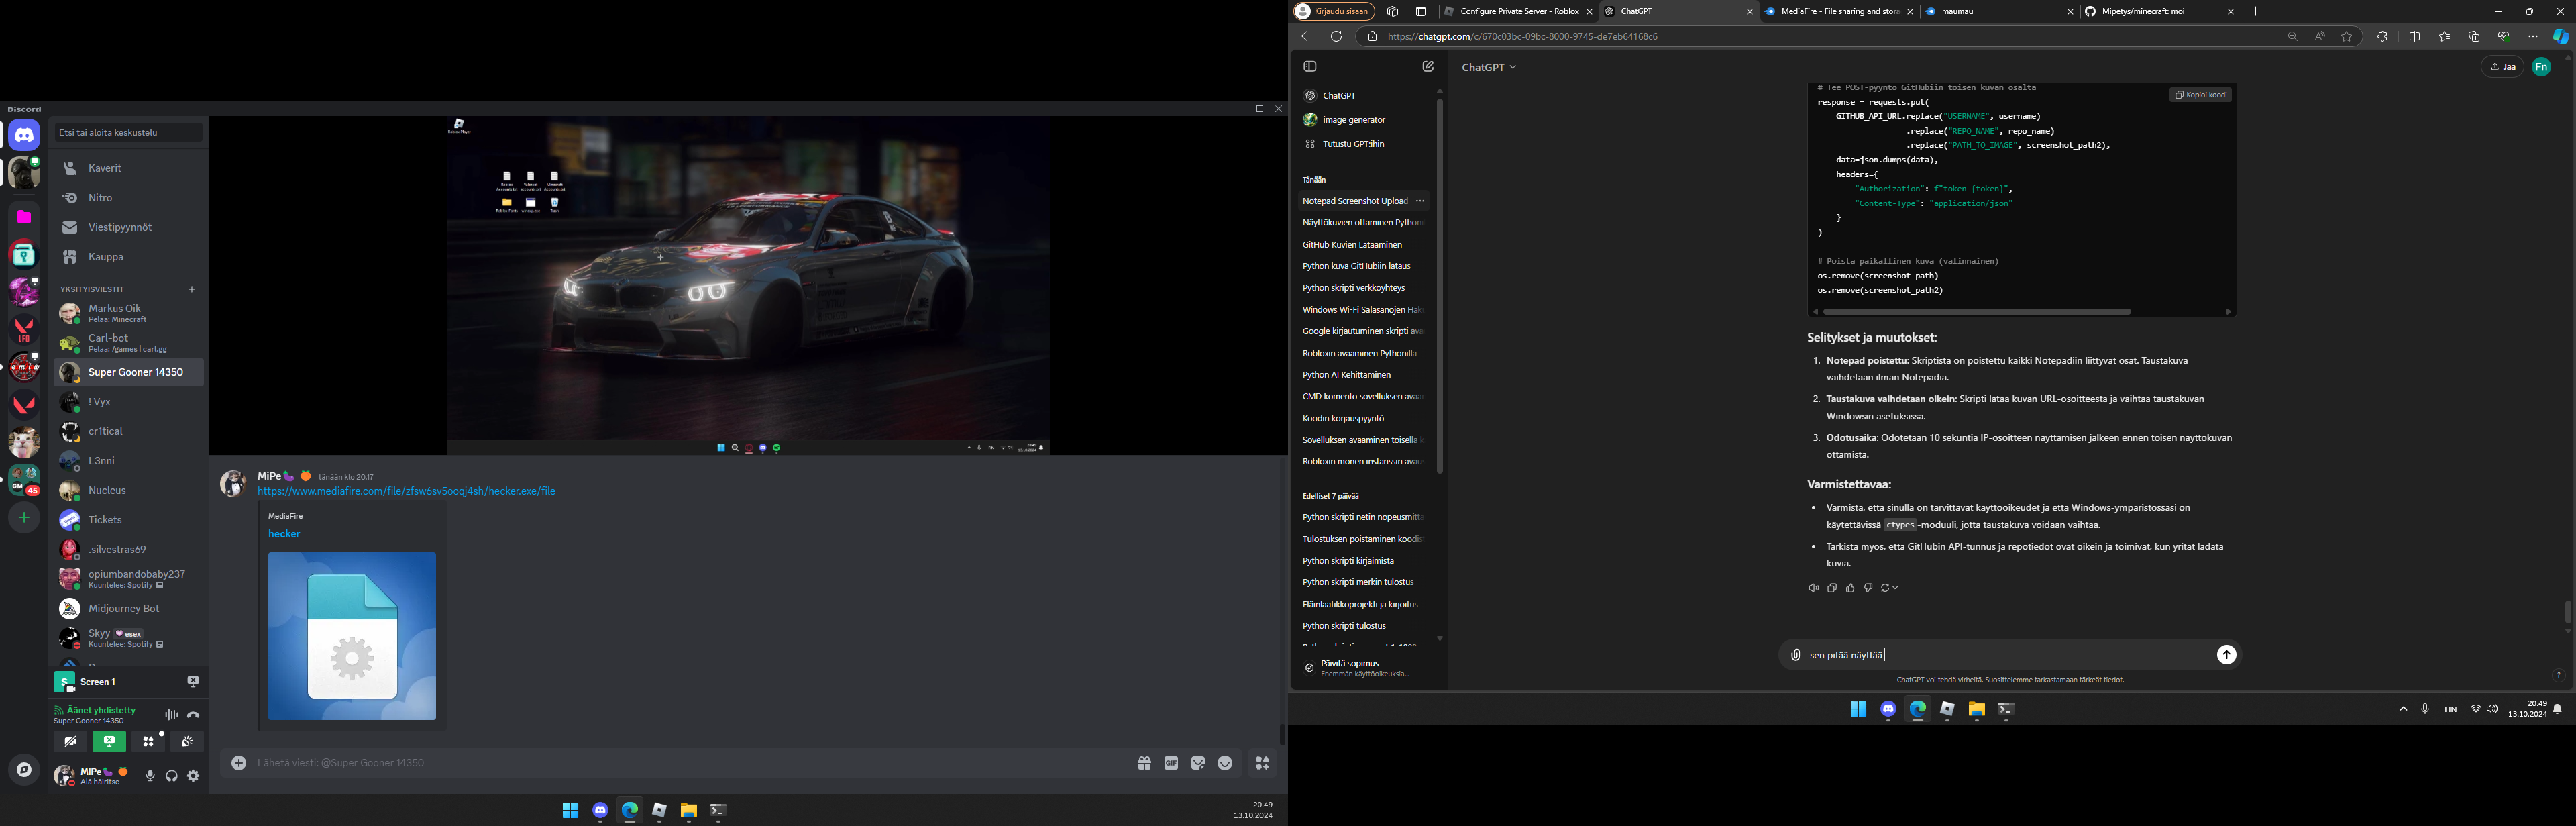 Discord
Etsi tai aloita keskustelu
Kaverit
Nitro
Viestipyynnöt
Kauppa
YKSITYISVIESTIT
Markus Oik
Pelaa: Minecraft
Carl-bot
Pelaa: /games | carl.gg
Super Gooner 14350
! Vyx
cr1tical
L3nni
Nucleus
Tickets
.silvestras69
opiumbandobaby237
Kuuntelee: Spotify
Midjourney Bot
Skyy esex
Kuuntelee: Spotify
LFG
GM
45
Screen 1
Äänet yhdistetty
Super Gooner 14350
MiPe
Älä häiritse
Roblox Player
FIN
20.49
13.10.2024
MiPe tänään klo 20.17
https://www.mediafire.com/file/zfsw6sv5ooqj4sh/hecker.exe/file
MediaFire
hecker
Lähetä viesti: @Super Gooner 14350
GIF
20.49
13.10.2024
Kirjaudu sisään
Configure Private Server - Roblox
ChatGPT
MediaFire - File sharing and stora
maumau
Mipetys/minecraft: moi
https://chatgpt.com/c/670c03bc-09bc-8000-9745-de7eb64168c6
ChatGPT
image generator
Tutustu GPT:ihin
Tänään
Notepad Screenshot Upload
Näyttökuvien ottaminen Python
GitHub Kuvien Lataaminen
Python kuva GitHubiin lataus
Python skripti verkkoyhteys
Windows Wi-Fi Salasanojen Hak
Google kirjautuminen skripti ava
Robloxin avaaminen Pythonilla
Python AI Kehittäminen
CMD komento sovelluksen avaa
Koodin korjauspyyntö
Sovelluksen avaaminen toisella k
Robloxin monen instanssin avau
Edelliset 7 päivää
Python skripti netin nopeusmitta
Tulostuksen poistaminen koodis
Python skripti kirjaimista
Python skripti merkin tulostus
Eläinlaatikkoprojekti ja kirjoitus
Python skripti tulostus
Päivitä sopimus
Enemmän käyttöoikeuksia...
ChatGPT
Jaa
Fn
# Tee POST-pyyntö GitHubiin toisen kuvan osalta
Kopioi koodi
response = requests.put(
GITHUB_API_URL.replace("USERNAME", username)
.replace("REPO_NAME", repo_name)
.replace("PATH_TO_IMAGE", screenshot_path2),
data=json.dumps(data),
headers={
"Authorization": f"token {token}",
"Content-Type": "application/json"
}
)
# Poista paikallinen kuva (valinnainen)
os.remove(screenshot_path)
os.remove(screenshot_path2)
Selitykset ja muutokset:
1. Notepad poistettu: Skriptistä on poistettu kaikki Notepadiin liittyvät osat. Taustakuva
vaihdetaan ilman Notepadia.
2. Taustakuva vaihdetaan oikein: Skripti lataa kuvan URL-osoitteesta ja vaihtaa taustakuvan
Windowsin asetuksissa.
3. Odotusaika: Odotetaan 10 sekuntia IP-osoitteen näyttämisen jälkeen ennen toisen näyttökuvan
ottamista.
Varmistettavaa:
• Varmista, että sinulla on tarvittavat käyttöoikeudet ja että Windows-ympäristössäsi on
käytettävissä ctypes-moduuli, jotta taustakuva voidaan vaihtaa.
• Tarkista myös, että GitHubin API-tunnus ja repotiedot ovat oikein ja toimivat, kun yrität ladata
kuvia.
sen pitää näyttää
ChatGPT voi tehdä virheitä. Suosittelemme tarkastamaan tärkeät tiedot.
?
FIN
20.49
13.10.2024